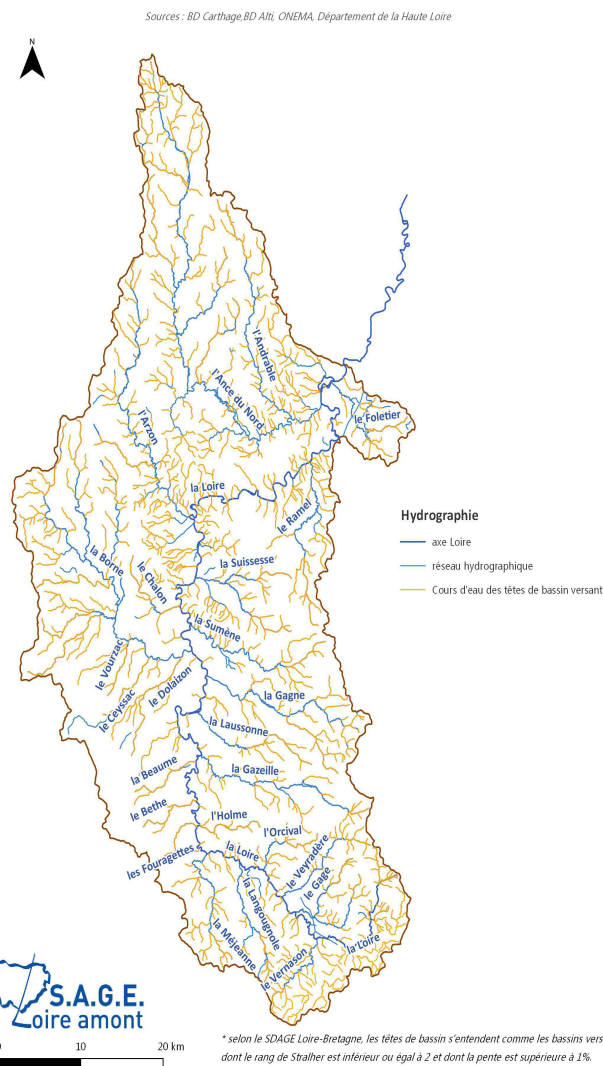 Sources : BD Carthage,BD Alti, ONEMA, Département de la Haute Loire
N
l'Andrable
l'Ance du Nord
le Foletier
l'Arzon
la Loire
le Ramel
Hydrographie
axe Loire
réseau hydrographique
Cours d'eau des têtes de bassin versant
la Borne
le Chalon
la Suissesse
la Sumène
le Vourzac
le Ceyssac
le Dolaizon
la Gagne
la Laussonne
la Beaume
la Gazeille
le Bethe
l'Holme
l'Orcival
les Fouragettes
la Loire
le Veyradère
le Gage
la Langougnole
la Méjeanne
le Vernason
la Loire
S.A.G.E.
Loire amont
0 10 20 km
* selon le SDAGE Loire-Bretagne, les têtes de bassin s'entendent comme les bassins vers
dont le rang de Stralher est inférieur ou égal à 2 et dont la pente est supérieure à 1%.